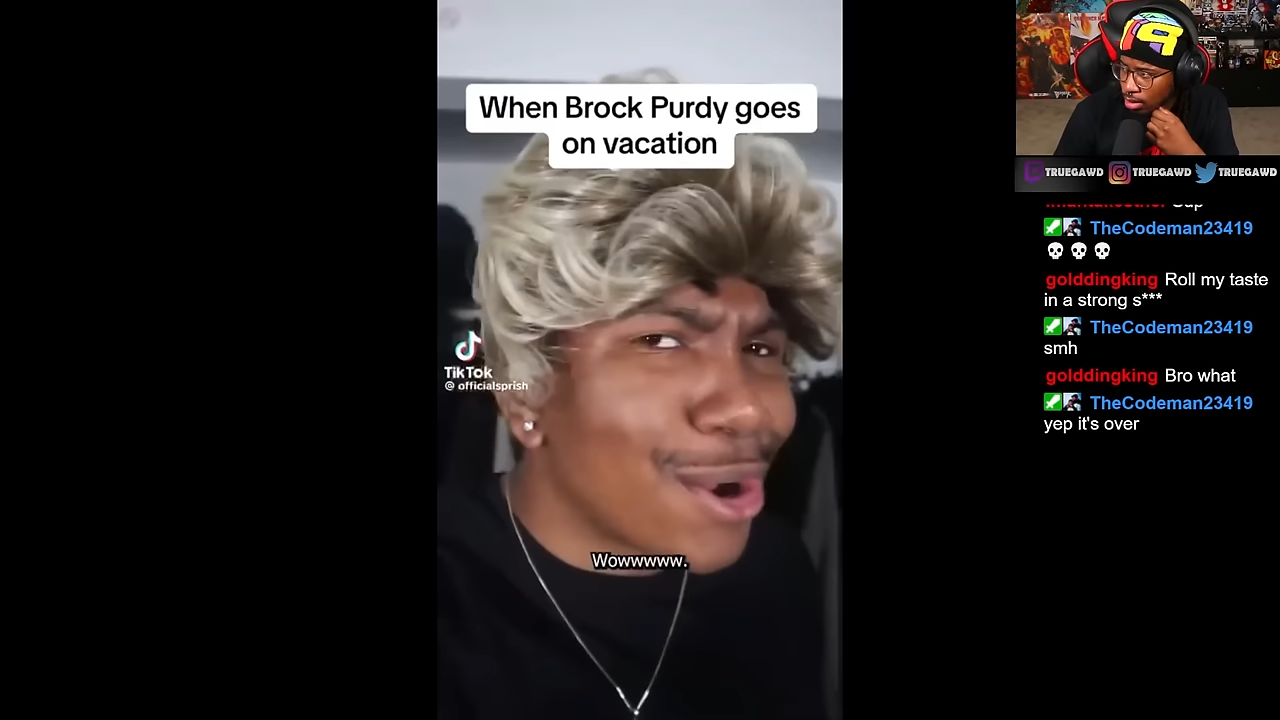 When Brock Purdy goes
on vacation
TikTok
@ officialsprish
Wowwwww.
TRUEGAWD TRUEGAWD TRUEGAWD
TheCodeman23419
golddingking Roll my taste
in a strong s***
TheCodeman23419
smh
golddingking Bro what
TheCodeman23419
yep it's over